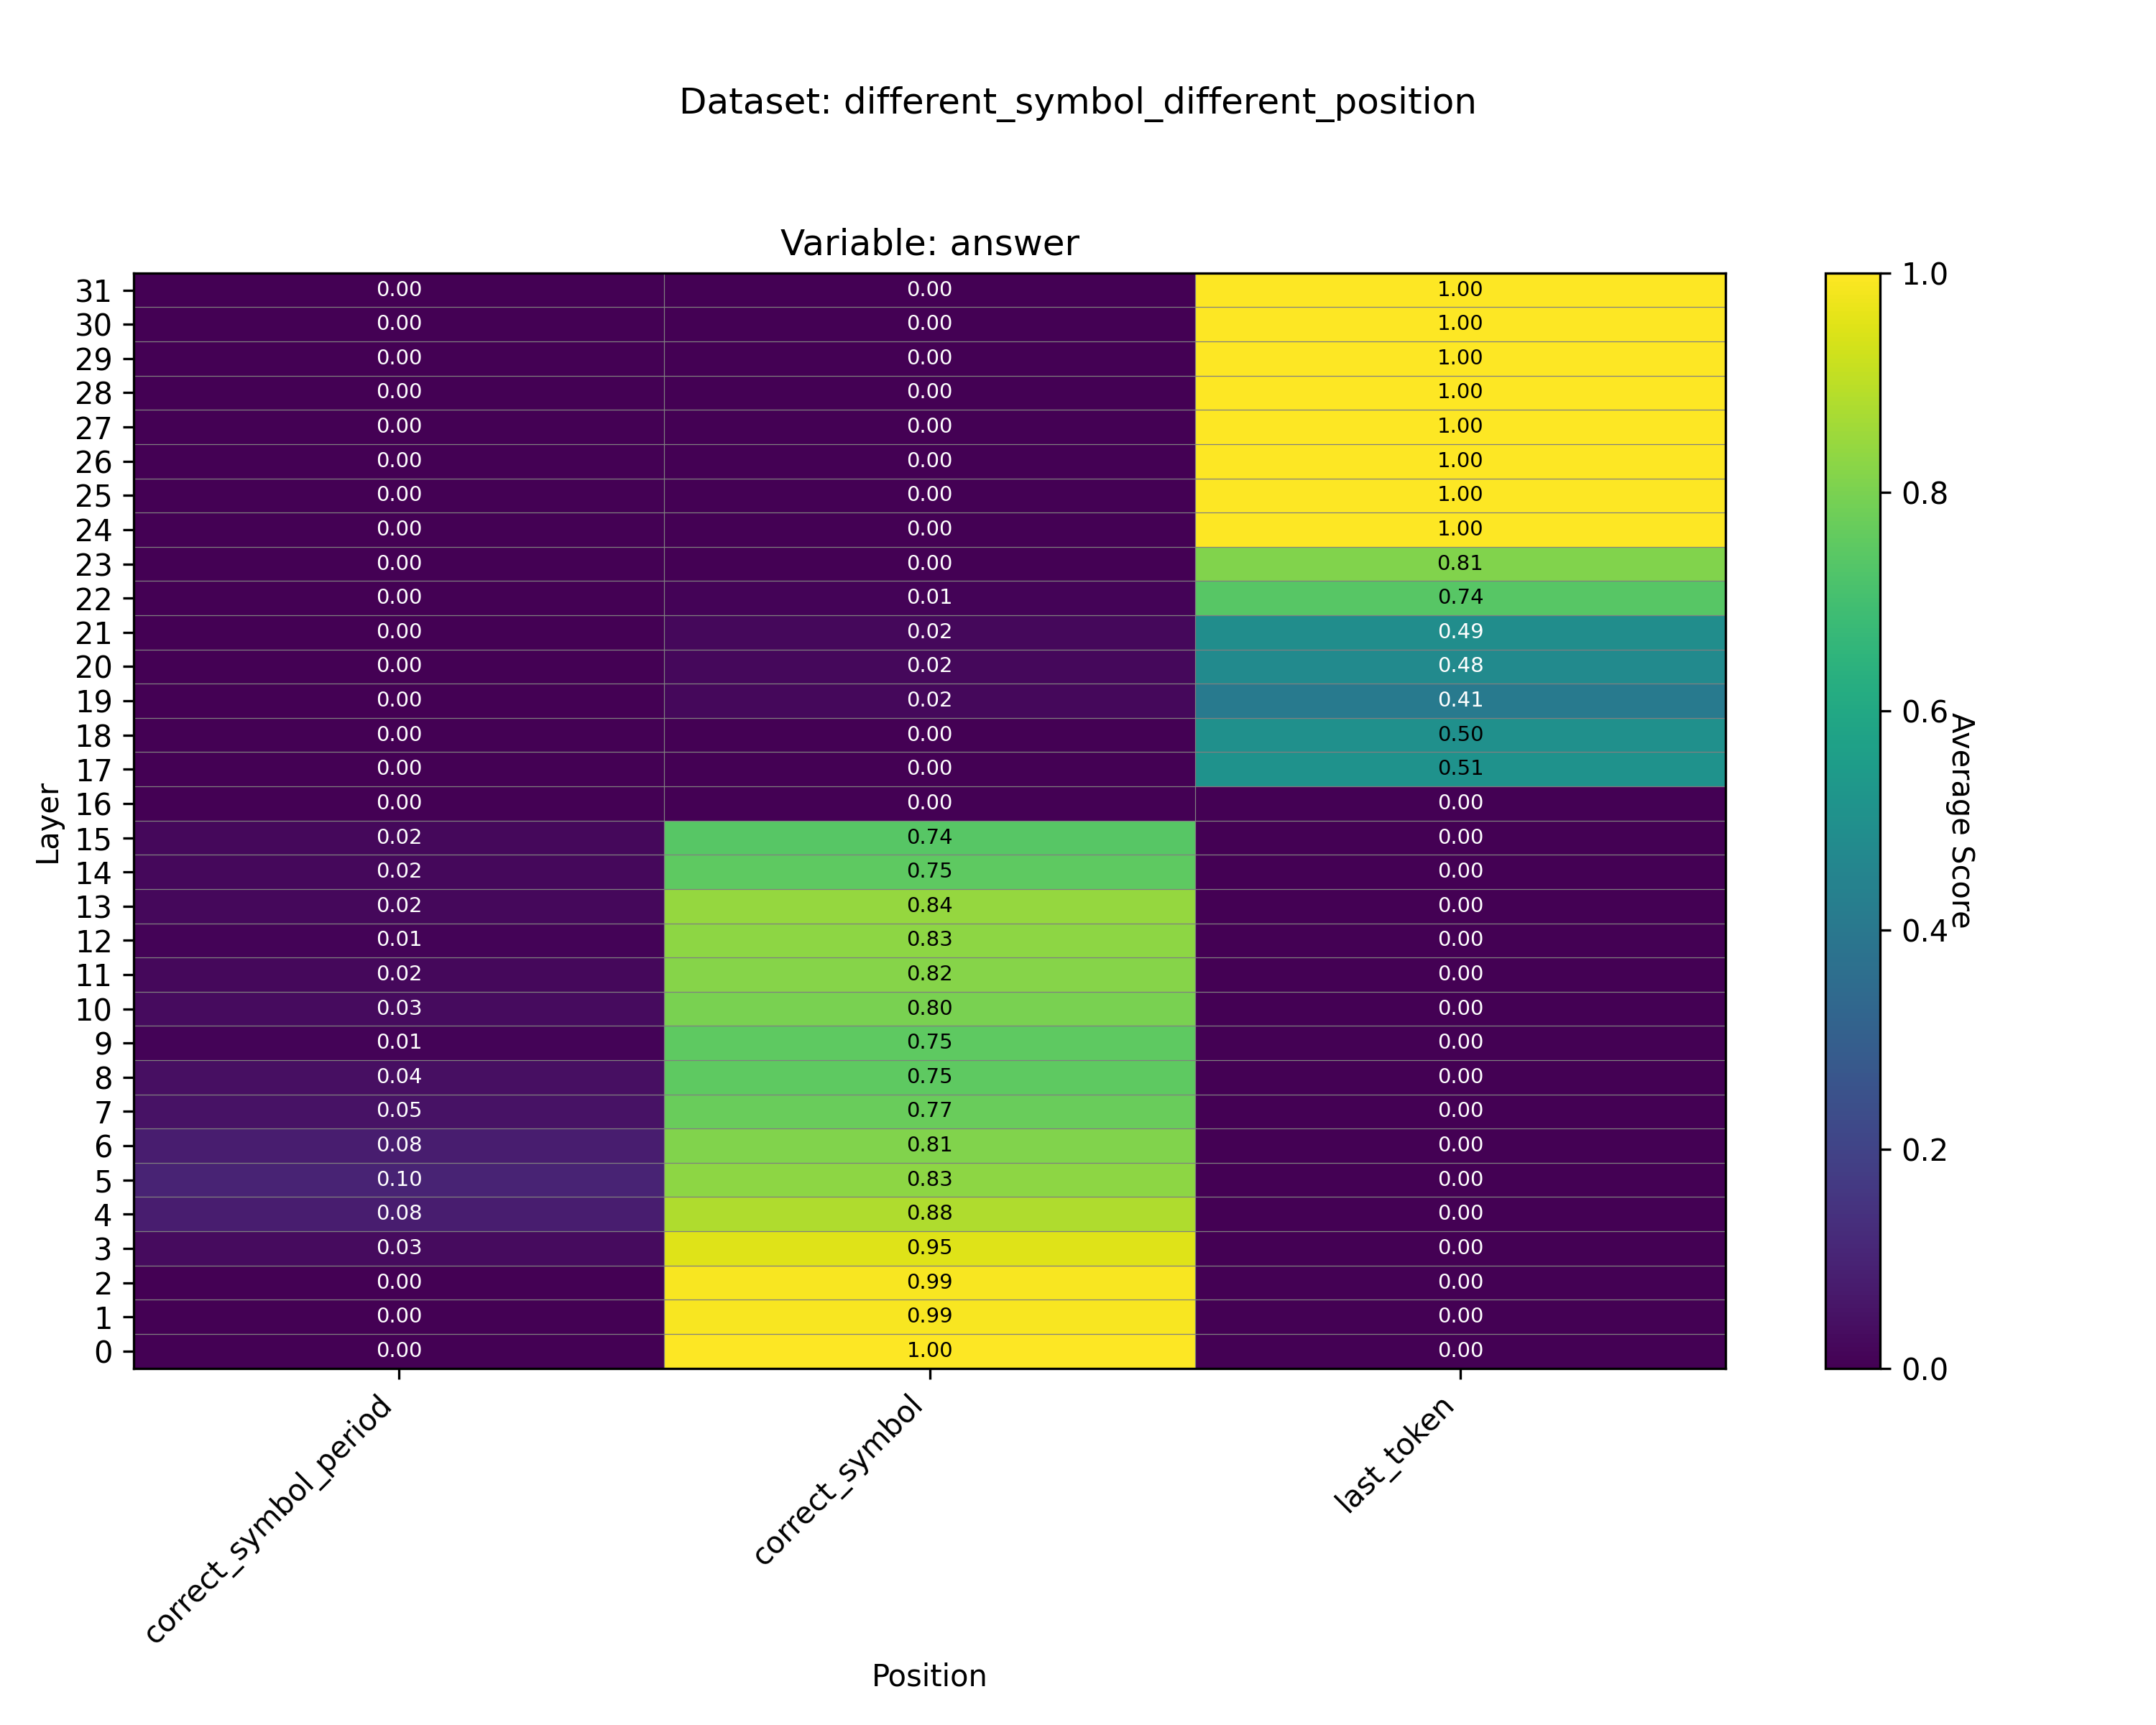 Dataset: different_symbol_different_position
Variable: answer
31 0.00 0.00 1.00 1.0
30 0.00 0.00 1.00
29 0.00 0.00 1.00
28 0.00 0.00 1.00
27 0.00 0.00 1.00
26 0.00 0.00 1.00
25 0.00 0.00 1.00 0.8
24 0.00 0.00 1.00
23 0.00 0.00 0.81
22 0.00 0.01 0.74
21 0.00 0.02 0.49
20 0.00 0.02 0.48
19 0.00 0.02 0.41 0.6
18 0.00 0.00 0.50
17 0.00 0.00 0.51
16 0.00 0.00 0.00
15 0.02 0.74 0.00
14 0.02 0.75 0.00
13 0.02 0.84 0.00
12 0.01 0.83 0.00 0.4
11 0.02 0.82 0.00
10 0.03 0.80 0.00
9 0.01 0.75 0.00
8 0.04 0.75 0.00
7 0.05 0.77 0.00
6 0.08 0.81 0.00 0.2
5 0.10 0.83 0.00
4 0.08 0.88 0.00
3 0.03 0.95 0.00
2 0.00 0.99 0.00
1 0.00 0.99 0.00
0 0.00 1.00 0.00 0.0
Layer
Average Score
correct_symbol_period
correct_symbol
last_token
Position